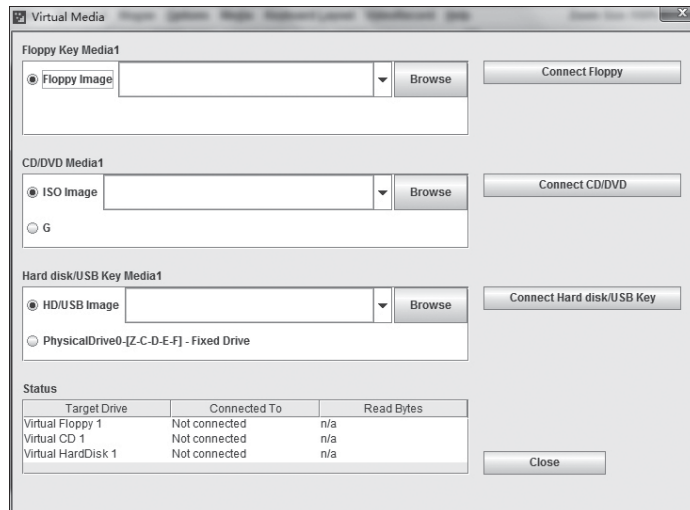 Virtual Media
Floppy Key Media1
Floppy Image
Browse
Connect Floppy
CD/DVD Media1
ISO Image
Browse
Connect CD/DVD
G
Hard disk/USB Key Media1
HD/USB Image
Browse
Connect Hard disk/USB Key
PhysicalDrive0-[Z-C-D-E-F] - Fixed Drive
Status
Target Drive Connected To Read Bytes
Virtual Floppy 1 Not connected n/a
Virtual CD 1 Not connected n/a
Virtual HardDisk 1 Not connected n/a
Close